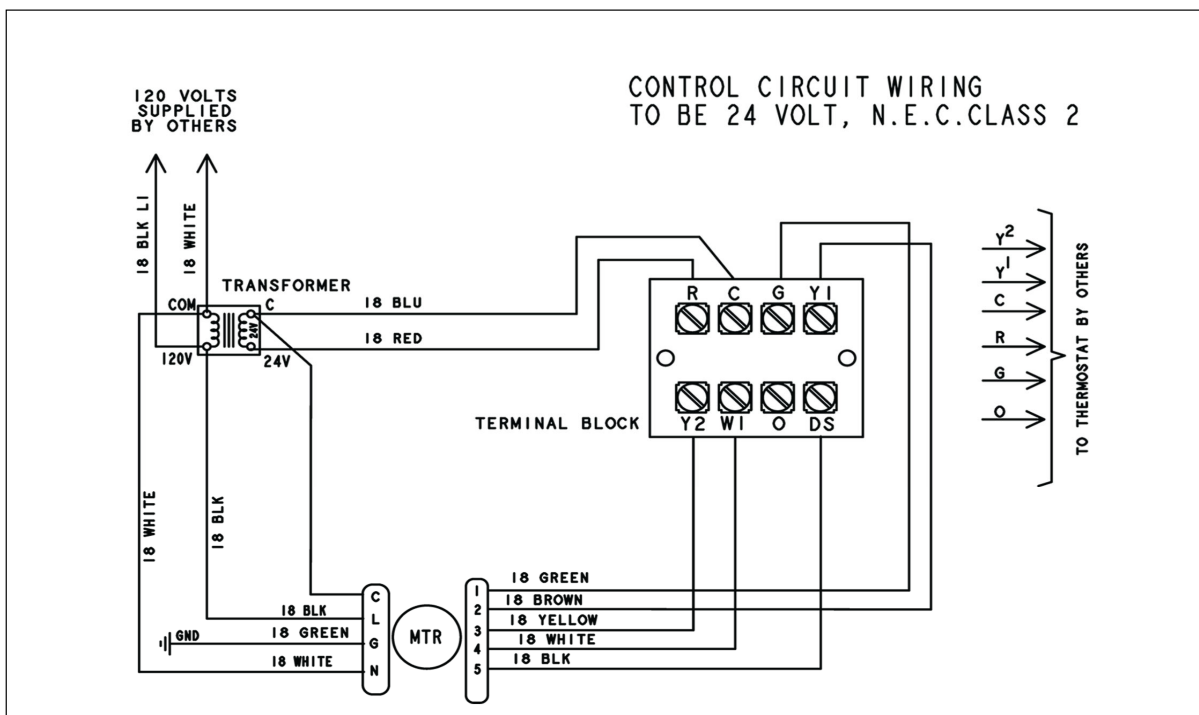 120 VOLTS
SUPPLIED
BY OTHERS
CONTROL CIRCUIT WIRING
TO BE 24 VOLT, N.E.C.CLASS 2
18 BLK L1
18 WHITE
TRANSFORMER
COM
C
24V
120V
24V
18 BLU
18 RED
R C G Y1
TERMINAL BLOCK
Y2 W1 O DS
Y2
Y1
C
R
G
O
TO THERMOSTAT BY OTHERS
18 WHITE
18 BLK
18 BLK
GND
18 GREEN
18 WHITE
C
L
G
N
MTR
1
2
3
4
5
18 GREEN
18 BROWN
18 YELLOW
18 WHITE
18 BLK